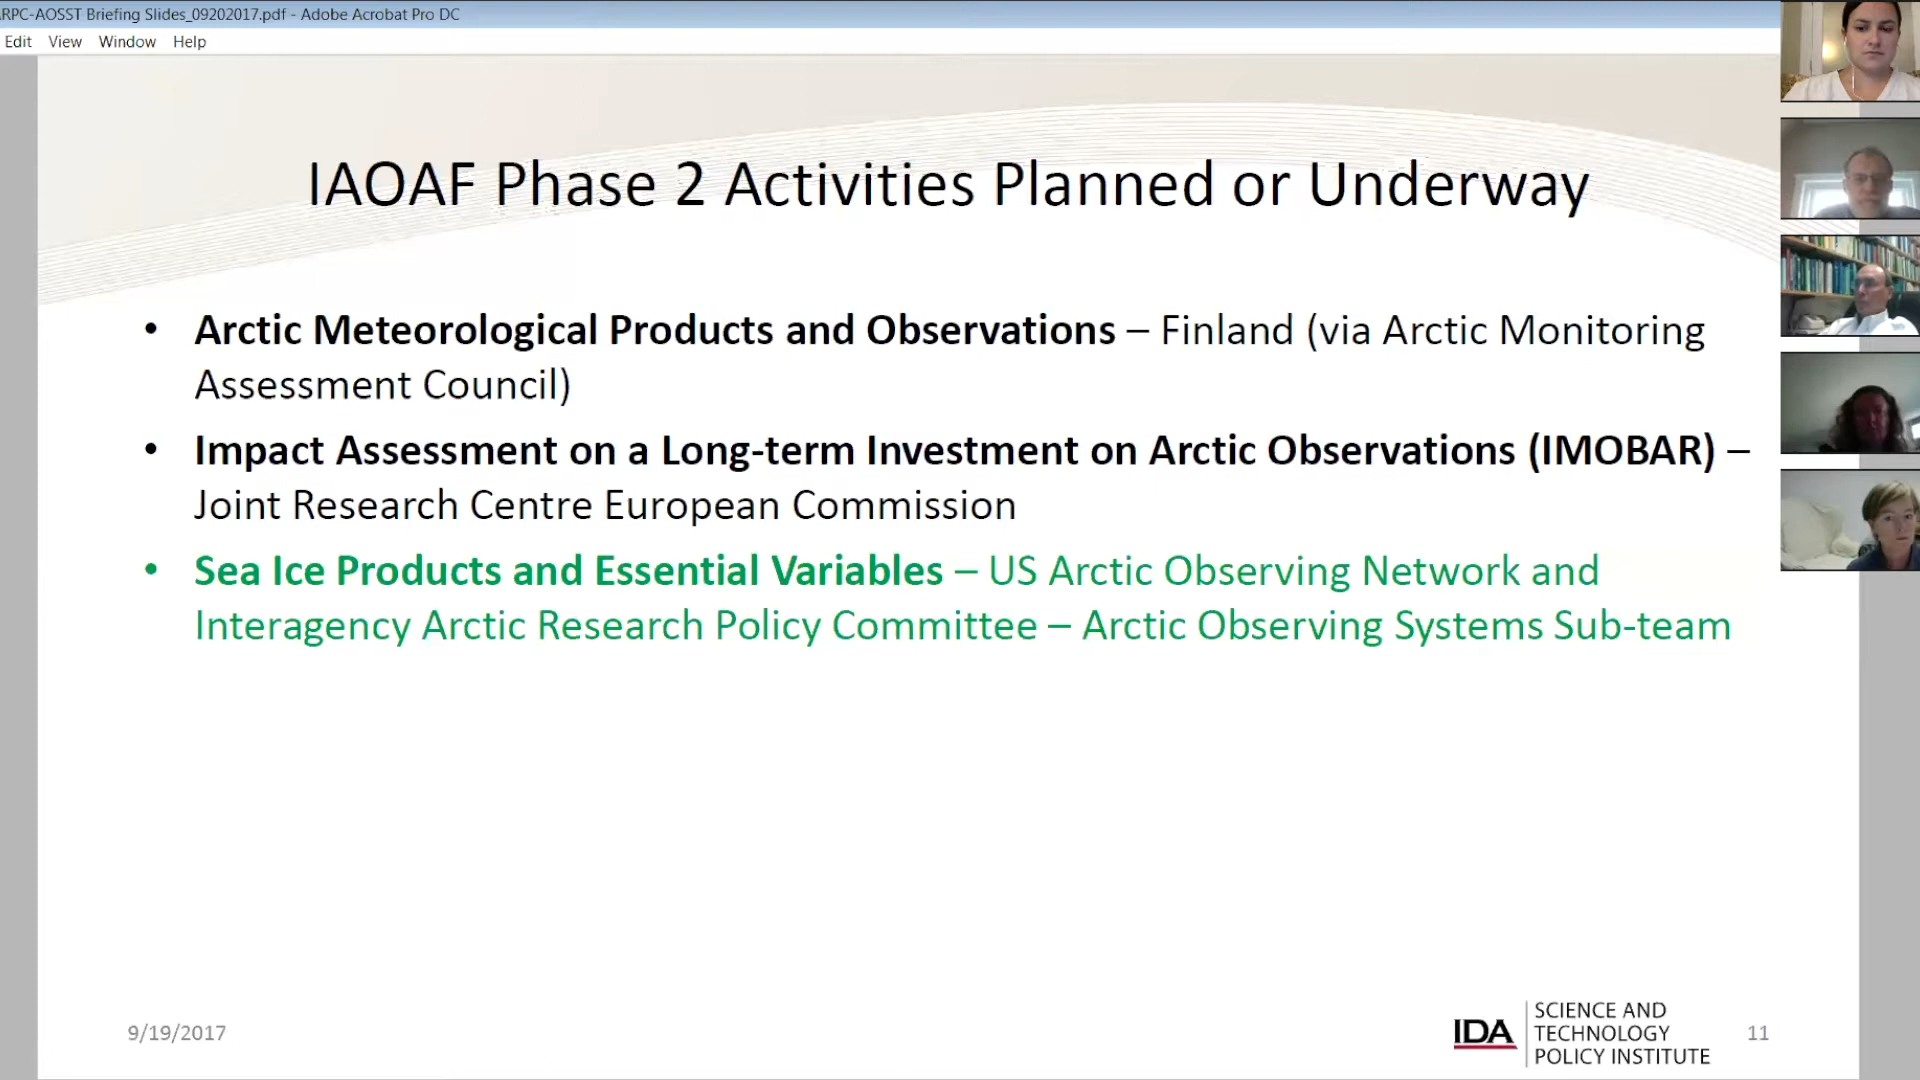 RPC-AOSST Briefing Slides_09202017.pdf - Adobe Acrobat Pro DC
Edit View Window Help
IAOAF Phase 2 Activities Planned or Underway
• Arctic Meteorological Products and Observations – Finland (via Arctic Monitoring
Assessment Council)
• Impact Assessment on a Long-term Investment on Arctic Observations (IMOBAR) –
Joint Research Centre European Commission
• Sea Ice Products and Essential Variables – US Arctic Observing Network and
Interagency Arctic Research Policy Committee – Arctic Observing Systems Sub-team
9/19/2017
IDA
SCIENCE AND
TECHNOLOGY
POLICY INSTITUTE
11